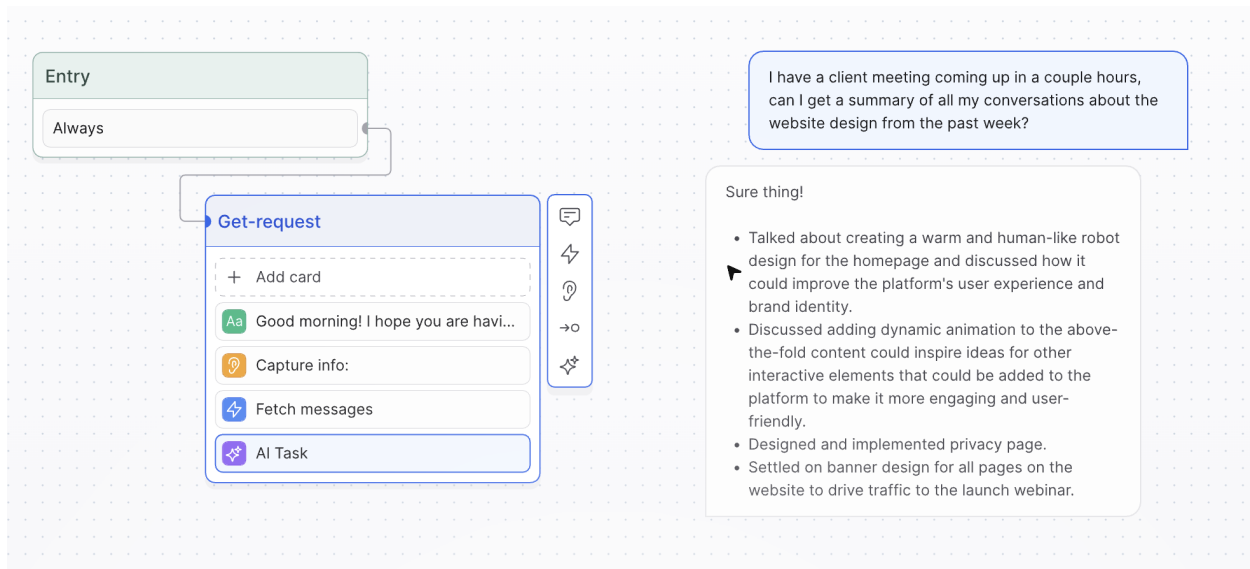 Entry
Always
Get-request
Add card
Aa
Good morning! I hope you are havi...
Capture info:
Fetch messages
AI Task
I have a client meeting coming up in a couple hours,
can I get a summary of all my conversations about the
website design from the past week?
Sure thing!
• Talked about creating a warm and human-like robot
design for the homepage and discussed how it
could improve the platform's user experience and
brand identity.
• Discussed adding dynamic animation to the above-
the-fold content could inspire ideas for other
interactive elements that could be added to the
platform to make it more engaging and user-
friendly.
• Designed and implemented privacy page.
• Settled on banner design for all pages on the
website to drive traffic to the launch webinar.